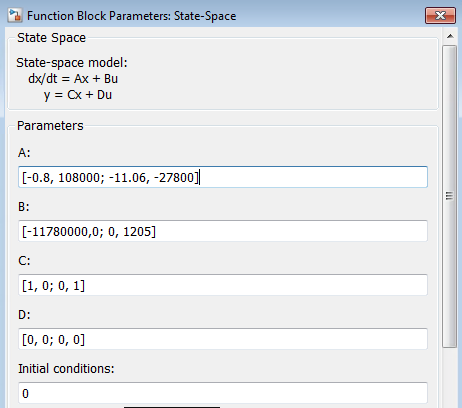 Function Block Parameters: State-Space
State Space
State-space model:
dx/dt = Ax + Bu
y = Cx + Du
Parameters
A:
[-0.8, 108000; -11.06, -27800]
B:
[-11780000,0; 0, 1205]
C:
[1, 0; 0, 1]
D:
[0, 0; 0, 0]
Initial conditions:
0